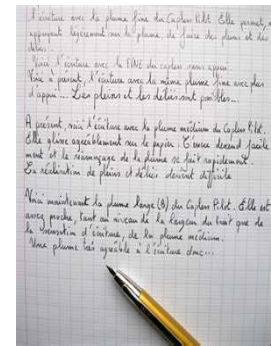 L'écriture avec la plume fine du Capless Pilot. Elle permet, en
appuyant légèrement sur la plume, de faire des pleins et des
déliés...
Voici l'écriture avec la FINE du capless sans appui
Voici à présent, l'écriture avec la même plume fine avec plus
d'appui... Les pleins et les déliés sont possibles...
A présent, voici l'écriture avec la plume médium du Capless Pilot.
Elle glisse agréablement sur le papier. L'encre descend facile
ment et le réamorçage de la plume se fait rapidement.
La réalisation de pleins et déliés devient difficile
Voici maintenant la plume large (B) du Capless Pilot. Elle est
assez proche, tant au niveau de la largeur du trait que de
la sensation d'écriture, de la plume médium.
Une plume très agréable à l'écriture donc...